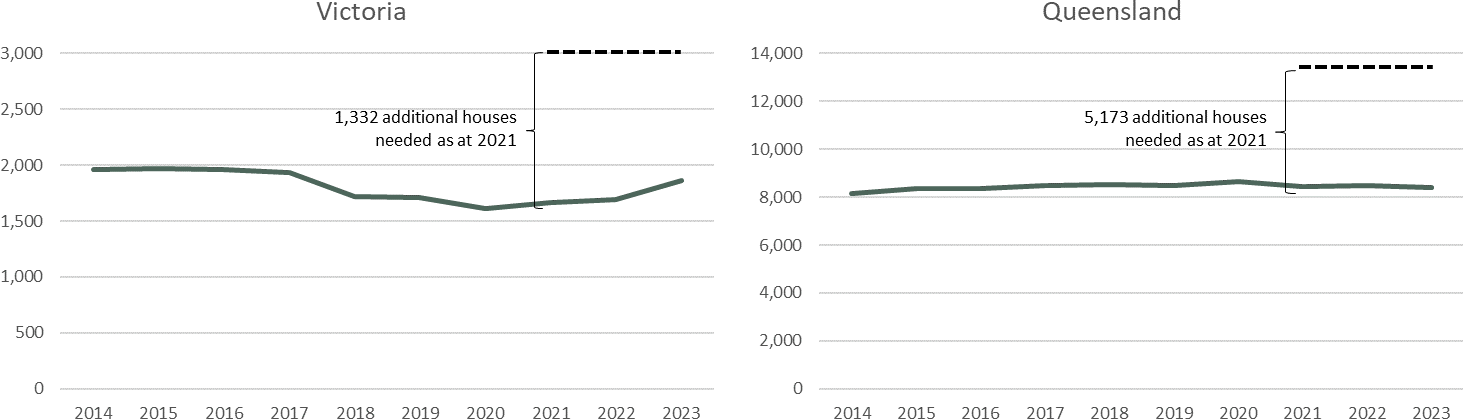 Victoria
3,000
2,500
2,000
1,500
1,000
500
0
1,332 additional houses
needed as at 2021
2014 2015 2016 2017 2018 2019 2020 2021 2022 2023
Queensland
14,000
12,000
10,000
8,000
6,000
4,000
2,000
0
5,173 additional houses
needed as at 2021
2014 2015 2016 2017 2018 2019 2020 2021 2022 2023